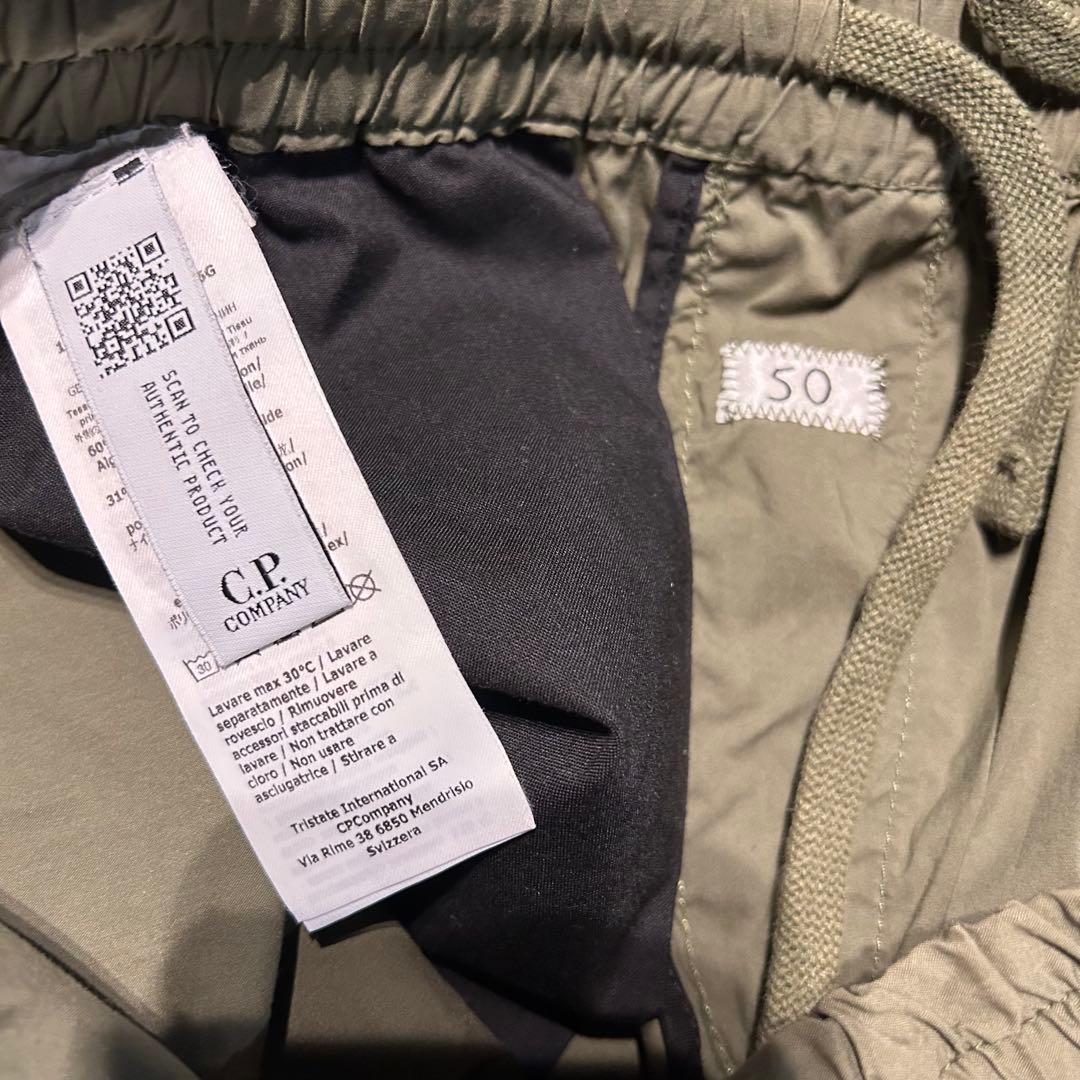 SCAN TO CHECK YOUR
AUTHENTIC PRODUCT
C.P.
COMPANY
30
Lavare max 30°C / Lavare
separatamente / Lavare a
rovescio / Rimuovere
accessori staccabili prima di
lavare / Non trattare con
cloro / Non usare
asciugatrice / Stirare a
Tristate International SA
CPCompany
Via Rime 38 6850 Mendrisio
Svizzera
50